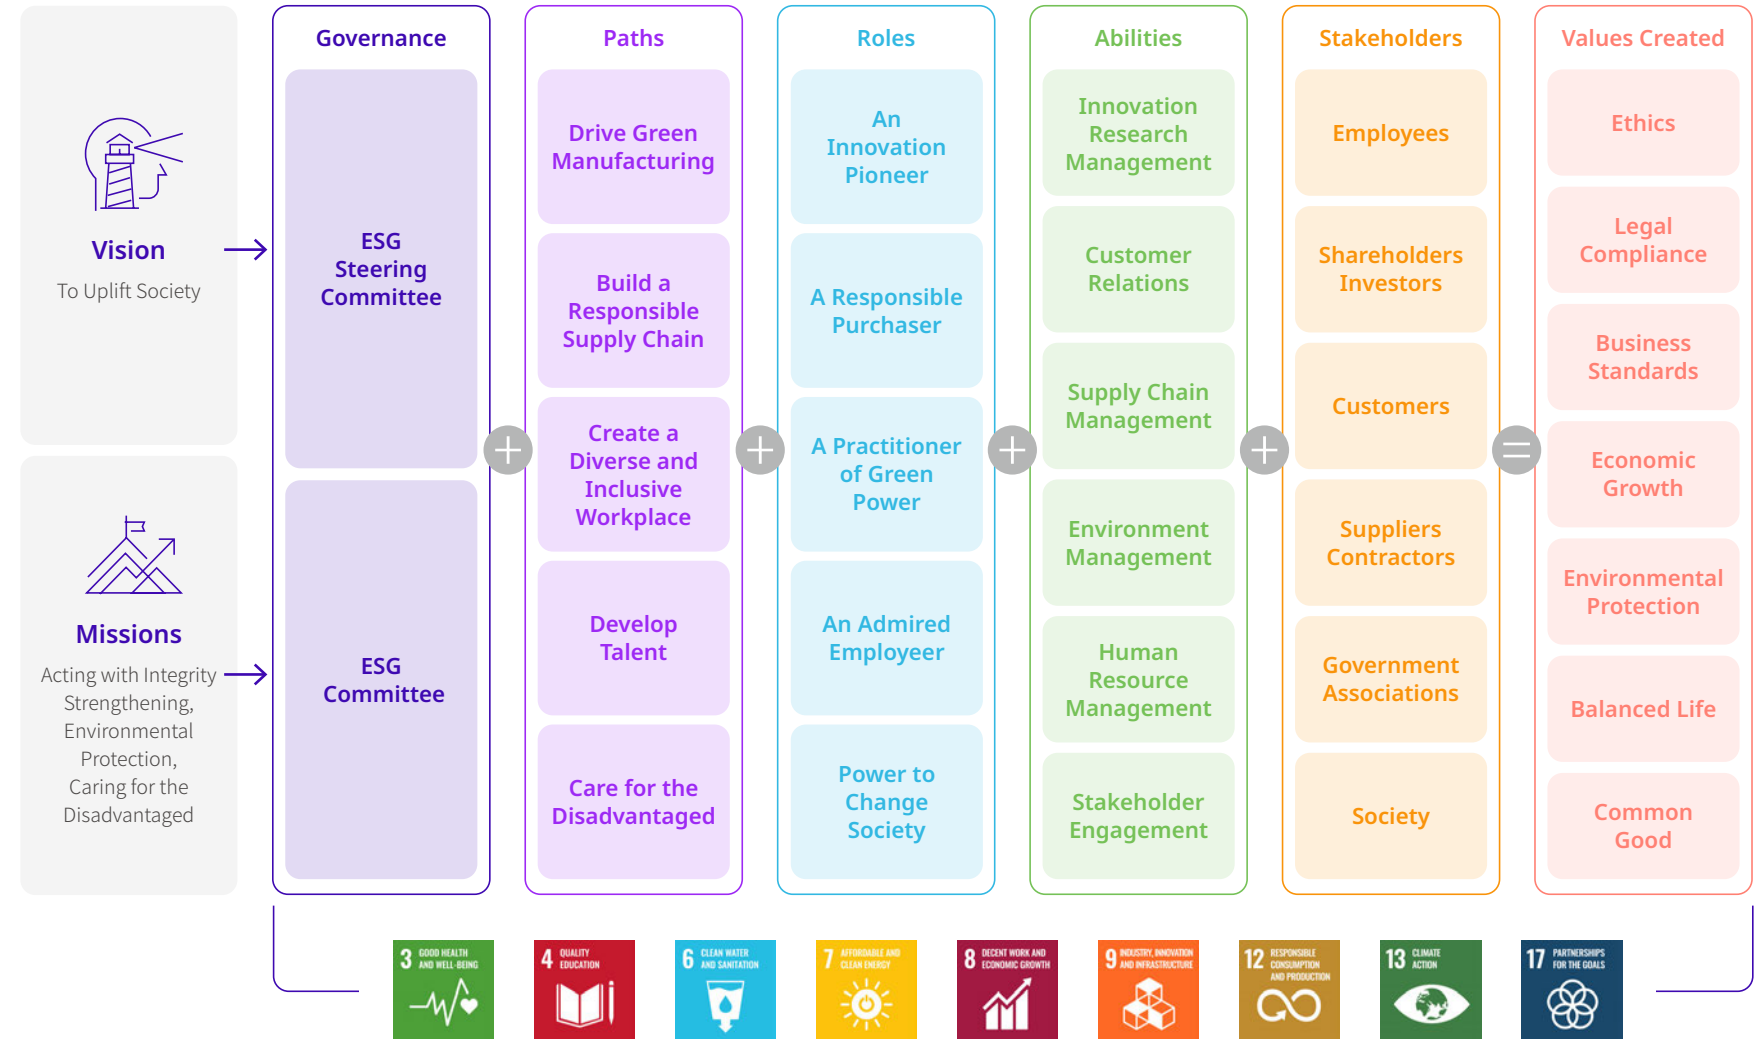 Vision
To Uplift Society
Missions
Acting with Integrity
Strengthening,
Environmental
Protection,
Caring for the
Disadvantaged
Governance
ESG
Steering
Committee
ESG
Committee
Paths
Drive Green
Manufacturing
Build a
Responsible
Supply Chain
Create a
Diverse and
Inclusive
Workplace
Develop
Talent
Care for the
Disadvantaged
Roles
An
Innovation
Pioneer
A Responsible
Purchaser
A Practitioner
of Green
Power
An Admired
Employeer
Power to
Change
Society
Abilities
Innovation
Research
Management
Customer
Relations
Supply Chain
Management
Environment
Management
Human
Resource
Management
Stakeholder
Engagement
Stakeholders
Employees
Shareholders
Investors
Customers
Suppliers
Contractors
Government
Associations
Society
Values Created
Ethics
Legal
Compliance
Business
Standards
Economic
Growth
Environmental
Protection
Balanced Life
Common
Good
3 GOOD HEALTH
AND WELL-BEING
4 QUALITY
EDUCATION
6 CLEAN WATER
AND SANITATION
7 AFFORDABLE AND
CLEAN ENERGY
8 DECENT WORK AND
ECONOMIC GROWTH
9 INDUSTRY, INNOVATION
AND INFRASTRUCTURE
12 RESPONSIBLE
CONSUMPTION
AND PRODUCTION
13 CLIMATE
ACTION
17 PARTNERSHIPS
FOR THE GOALS